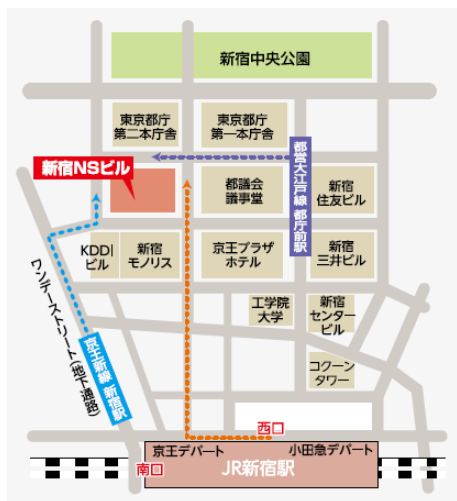 新宿中央公園
東京都庁
第二本庁舎
東京都庁
第一本庁舎
都営大江戸線 都庁前駅
新宿NSビル
都議会
議事堂
新宿
住友ビル
KDDI
ビル
新宿
モノリス
京王プラザ
ホテル
新宿
三井ビル
ワンデーストリート(地下通路)
京王新線 新宿駅
工学院
大学
新宿
センター
ビル
コクーン
タワー
西口
京王デパート
小田急デパート
南口
JR新宿駅